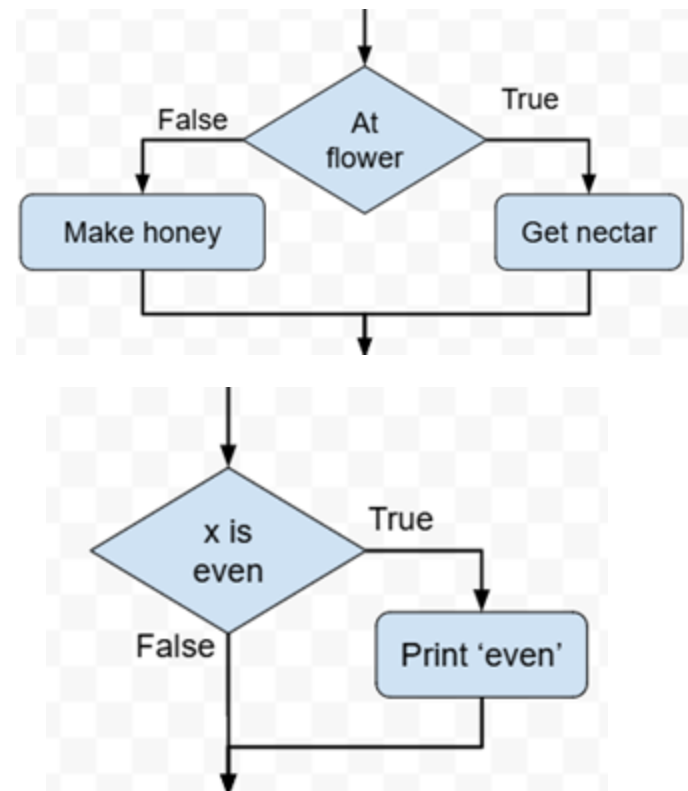 False
True
At
flower
Make honey
Get nectar
x is
even
True
False
Print ‘even’